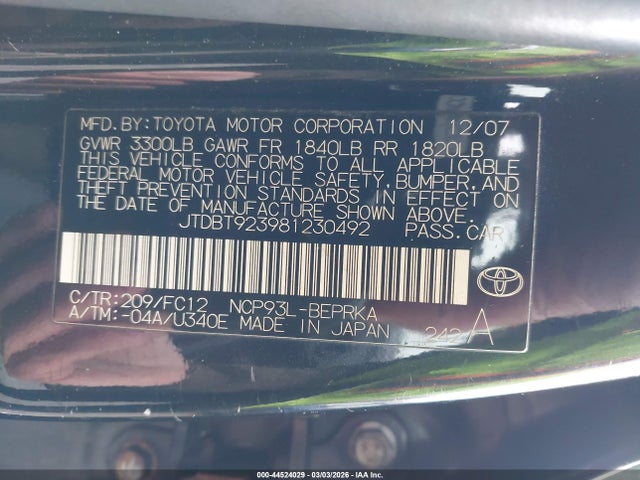 MFD.BY:TOYOTA MOTOR CORPORATION 12/07
GVWR 3300LB GAWR FR 1840LB RR 1820LB
THIS VEHICLE CONFORMS TO ALL APPLICABLE
FEDERAL MOTOR VEHICLE SAFETY, BUMPER, AND
THEFT PREVENTION STANDARDS IN EFFECT ON
THE DATE OF MANUFACTURE SHOWN ABOVE.
JTDBT923981230492 PASS.CAR
C/TR:209/FC12 NCP93L-BEPRKA
A/TM:-04A/U340E MADE IN JAPAN 242 A
000-44524029 - 03/03/2026 - IAA Inc.